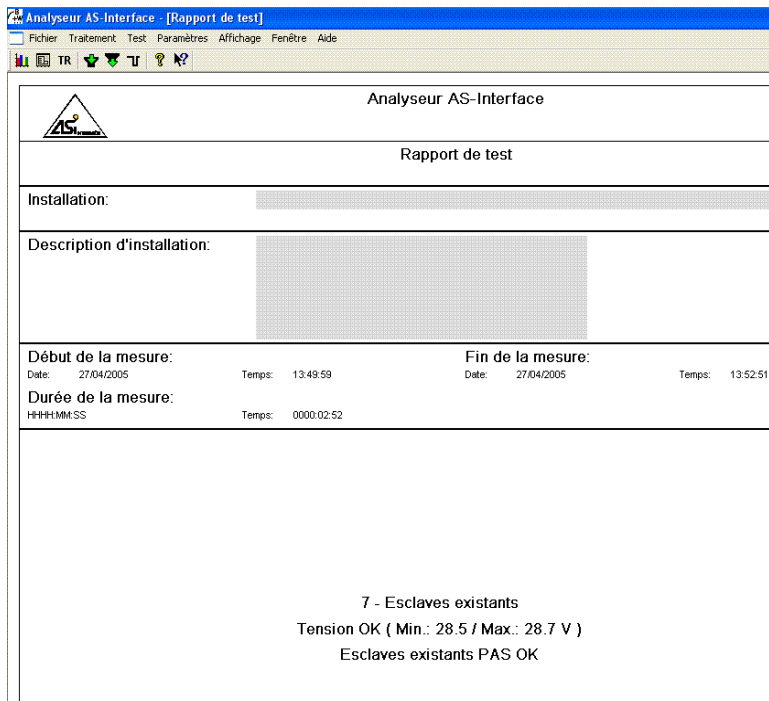 Analyseur AS-Interface - [Rapport de test]
Fichier Traitement Test Paramètres Affichage Fenêtre Aide
TR
Analyseur AS-Interface
ASi
Rapport de test
Installation:
Description d'installation:
Début de la mesure: Fin de la mesure:
Date: 27/04/2005 Temps: 13:49:59 Date: 27/04/2005 Temps: 13:52:51
Durée de la mesure:
HHHH:MM:SS Temps: 0000:02:52
7 - Esclaves existants
Tension OK ( Min.: 28.5 / Max.: 28.7 V )
Esclaves existants PAS OK